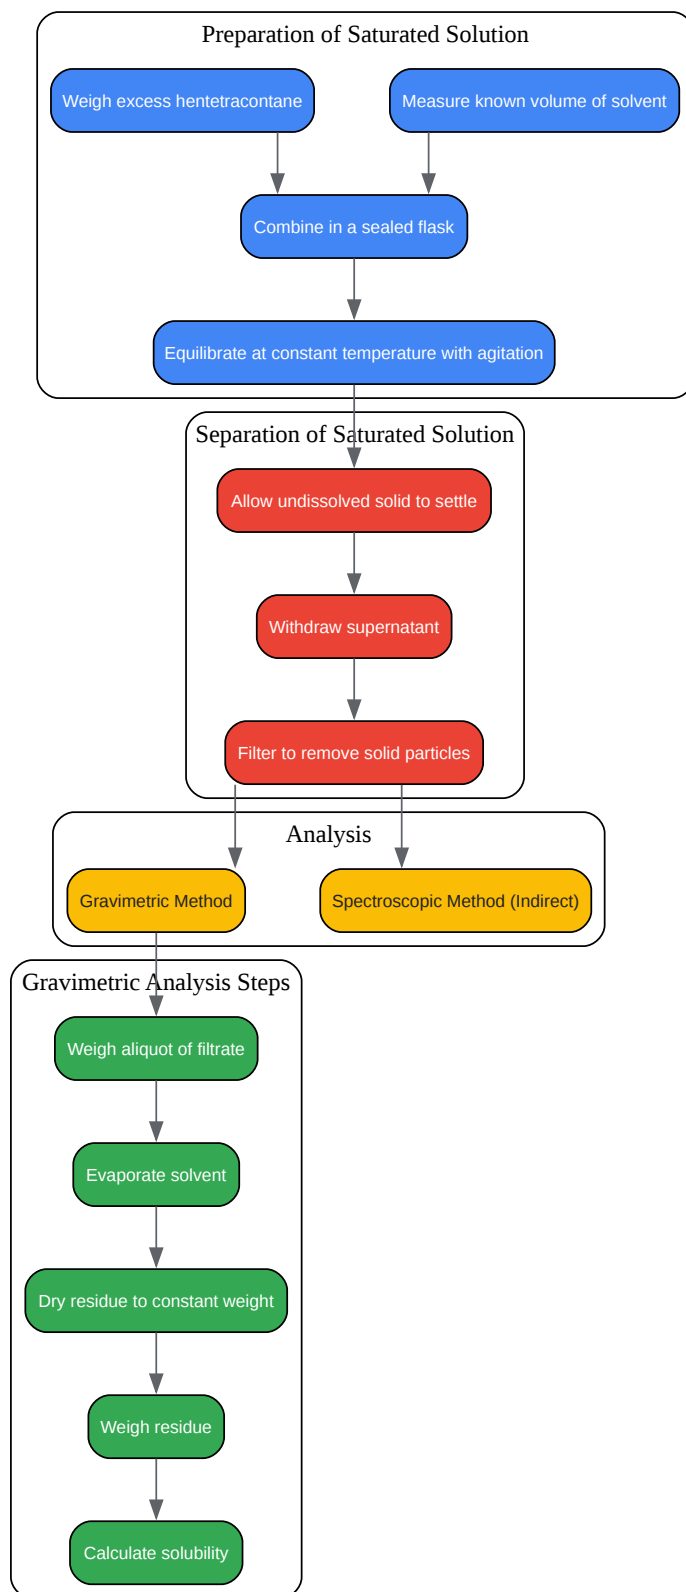 Preparation of Saturated Solution
Weigh excess hentetracontane
Measure known volume of solvent
Combine in a sealed flask
Equilibrate at constant temperature with agitation
Separation of Saturated Solution
Allow undissolved solid to settle
Withdraw supernatant
Filter to remove solid particles
Analysis
Gravimetric Method
Spectroscopic Method (Indirect)
Gravimetric Analysis Steps
Weigh aliquot of filtrate
Evaporate solvent
Dry residue to constant weight
Weigh residue
Calculate solubility